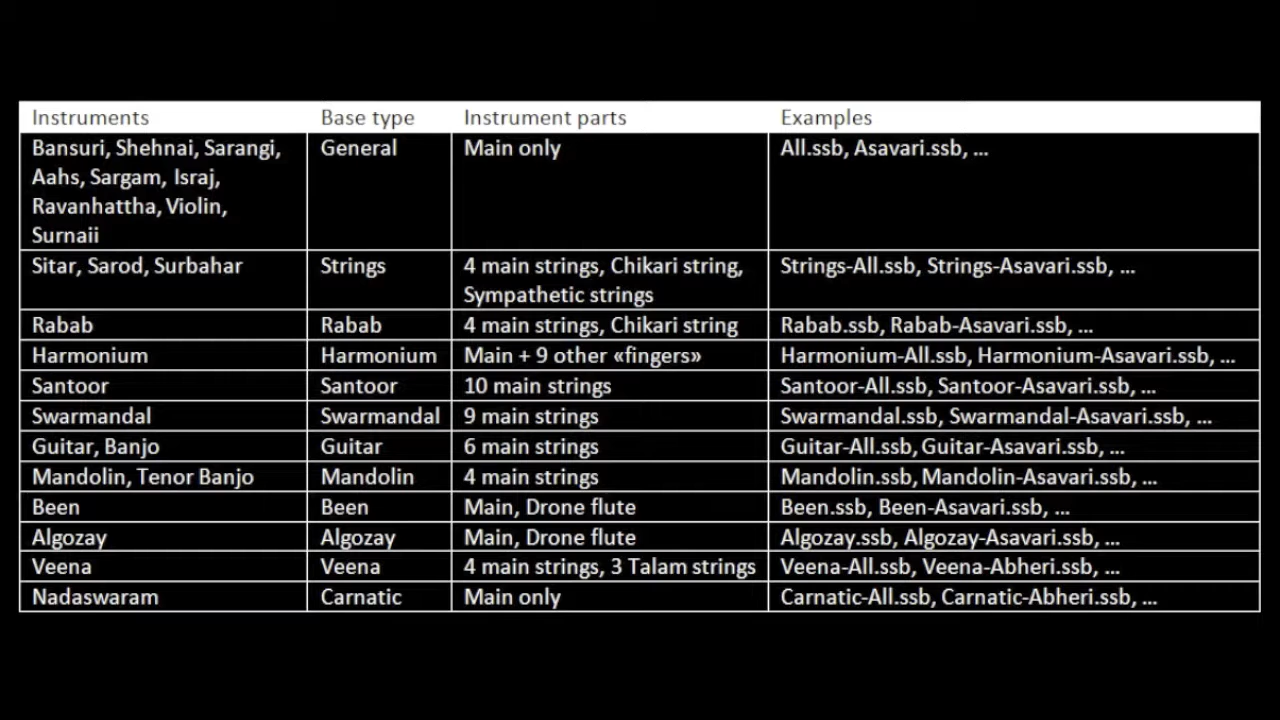 Instruments Base type Instrument parts Examples
Bansuri, Shehnai, Sarangi, General Main only All.ssb, Asavari.ssb, ...
Aahs, Sargam, Israj,
Ravanhattha, Violin,
Surnaii
Sitar, Sarod, Surbahar Strings 4 main strings, Chikari string, Strings-All.ssb, Strings-Asavari.ssb, ...
Sympathetic strings
Rabab Rabab 4 main strings, Chikari string Rabab.ssb, Rabab-Asavari.ssb, ...
Harmonium Harmonium Main + 9 other «fingers» Harmonium-All.ssb, Harmonium-Asavari.ssb, ...
Santoor Santoor 10 main strings Santoor-All.ssb, Santoor-Asavari.ssb, ...
Swarmandal Swarmandal 9 main strings Swarmandal.ssb, Swarmandal-Asavari.ssb, ...
Guitar, Banjo Guitar 6 main strings Guitar-All.ssb, Guitar-Asavari.ssb, ...
Mandolin, Tenor Banjo Mandolin 4 main strings Mandolin.ssb, Mandolin-Asavari.ssb, ...
Been Been Main, Drone flute Been.ssb, Been-Asavari.ssb, ...
Algozay Algozay Main, Drone flute Algozay.ssb, Algozay-Asavari.ssb, ...
Veena Veena 4 main strings, 3 Talam strings Veena-All.ssb, Veena-Abheri.ssb, ...
Nadaswaram Carnatic Main only Carnatic-All.ssb, Carnatic-Abheri.ssb, ...